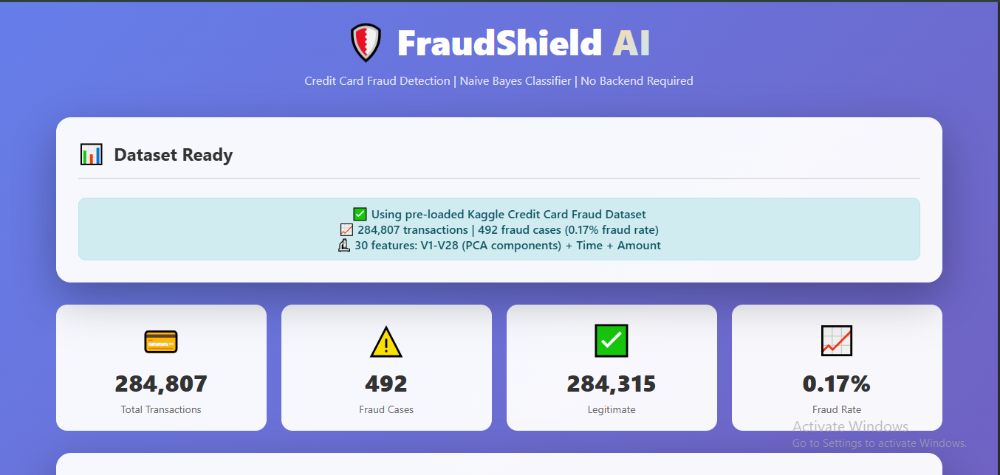 FraudShield AI
Credit Card Fraud Detection | Naive Bayes Classifier | No Backend Required
Dataset Ready
Using pre-loaded Kaggle Credit Card Fraud Dataset
284,807 transactions | 492 fraud cases (0.17% fraud rate)
30 features: V1-V28 (PCA components) + Time + Amount
284,807
Total Transactions
492
Fraud Cases
284,315
Legitimate
0.17%
Fraud Rate
Activate Windows
Go to Settings to activate Windows.